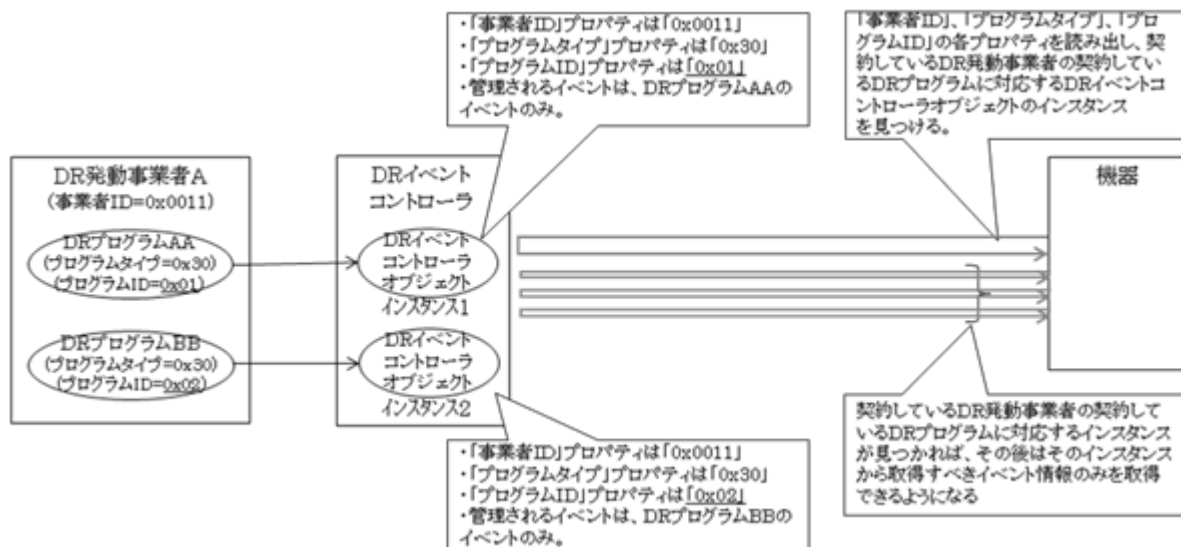 ・「事業者ID」プロパティは「0x0011」
・「プログラムタイプ」プロパティは「0x30」
・「プログラムID」プロパティは「0x01」
・管理されるイベントは、DRプログラムAAの
イベントのみ。
「事業者ID」、「プログラムタイプ」、「プロ
グラムID」の各プロパティを読み出し、契
約しているDR発動事業者の契約してい
るDRプログラムに対応するDRイベントコ
ントローラオブジェクトのインスタンス
を見つける。
DR発動事業者A
(事業者ID=0x0011)
DRプログラムAA
(プログラムタイプ=0x30)
(プログラムID=0x01)
DRプログラムBB
(プログラムタイプ=0x30)
(プログラムID=0x02)
DRイベント
コントローラ
DRイベント
コントローラ
オブジェクト
インスタンス1
DRイベント
コントローラ
オブジェクト
インスタンス2
機器
・「事業者ID」プロパティは「0x0011」
・「プログラムタイプ」プロパティは「0x30」
・「プログラムID」プロパティは「0x02」
・管理されるイベントは、DRプログラムBBの
イベントのみ。
契約しているDR発動事業者の契約して
いるDRプログラムに対応するインスタンス
が見つかれば、その後はそのインスタンス
から取得すべきイベント情報のみを取得
できるようになる